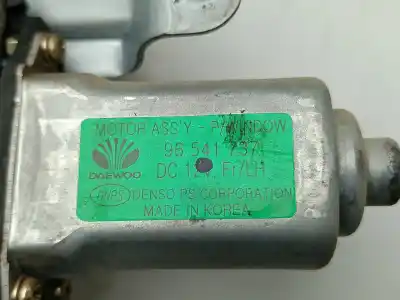 MOTOR ASS'Y - P/WINDOW
96 541 737
DAEWOO
DC 12V, Fr/LH
DENSO PS CORPORATION
MADE IN KOREA